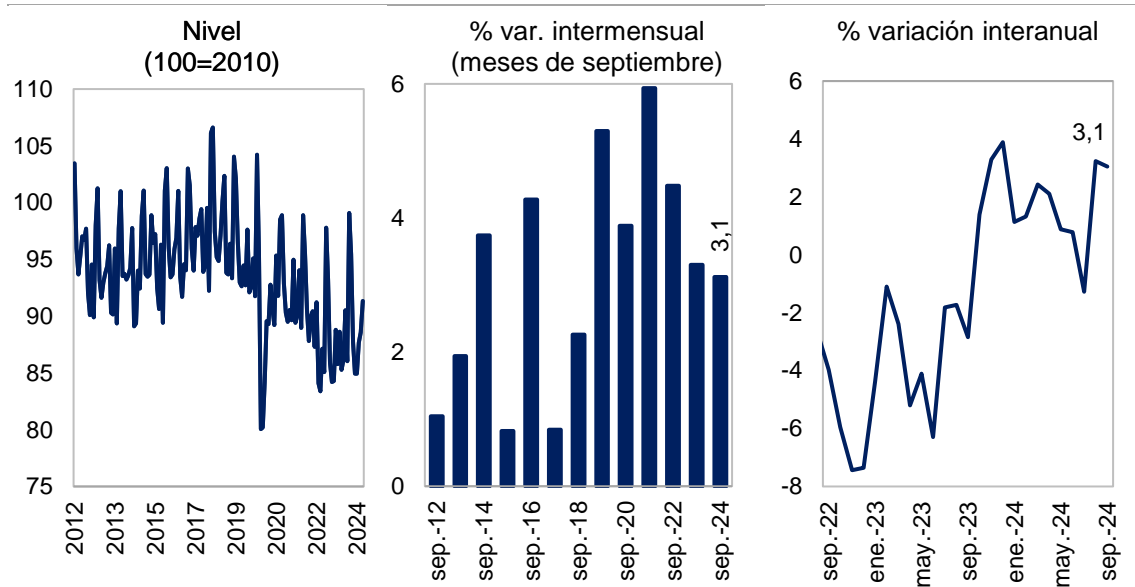 Nivel
(100=2010)
110
105
100
95
90
85
80
75
2012
2013
2015
2017
2019
2020
2022
2024
% var. intermensual
(meses de septiembre)
6
4
2
0
3,1
sep.-12
sep.-14
sep.-16
sep.-18
sep.-20
sep.-22
sep.-24
% variación interanual
6
4
2
0
-2
-4
-6
-8
3,1
sep.-22
ene.-23
may.-23
sep.-23
ene.-24
may.-24
sep.-24